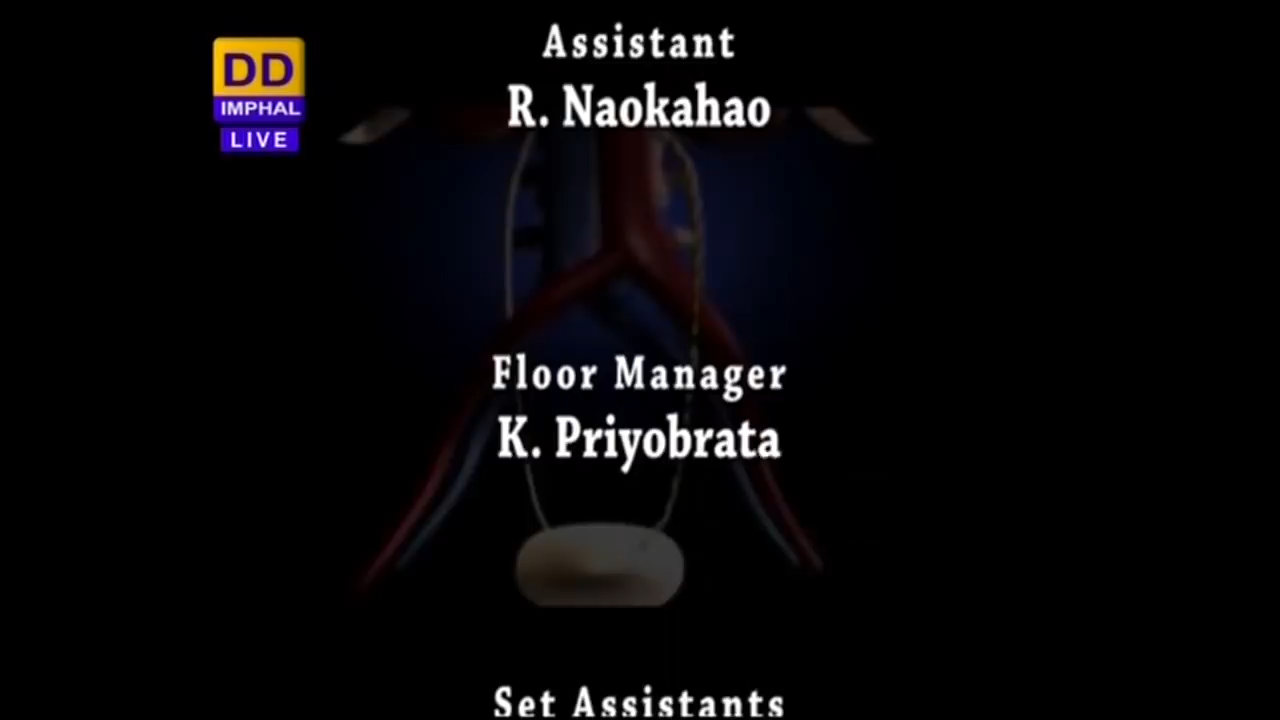 Assistant
R. Naokahao
DD
IMPHAL
LIVE
Floor Manager
K. Priyobrata
Set Assistants